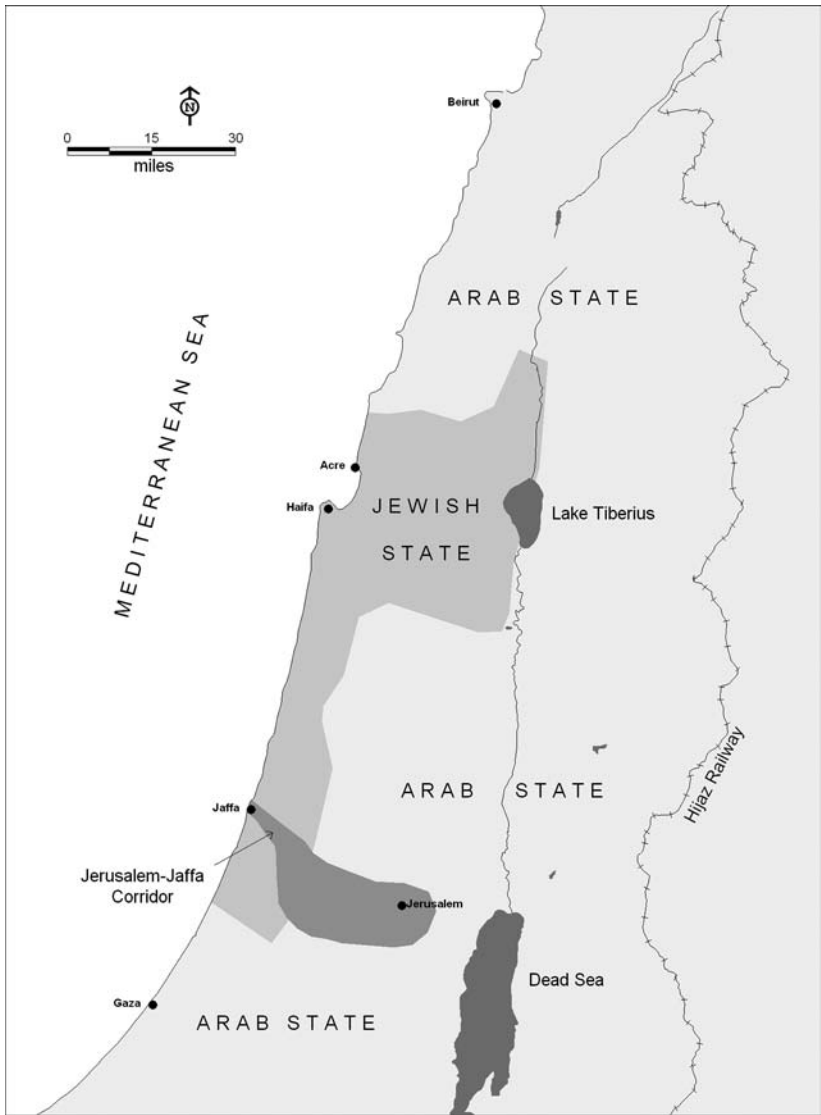 Beirut
N
0 15 30
miles
ARAB STATE
MEDITERRANEAN SEA
Acre
Haifa
JEWISH
STATE
Lake Tiberius
ARAB STATE
Hijaz Railway
Jaffa
Jerusalem-Jaffa
Corridor
Jerusalem
Dead Sea
Gaza
ARAB STATE